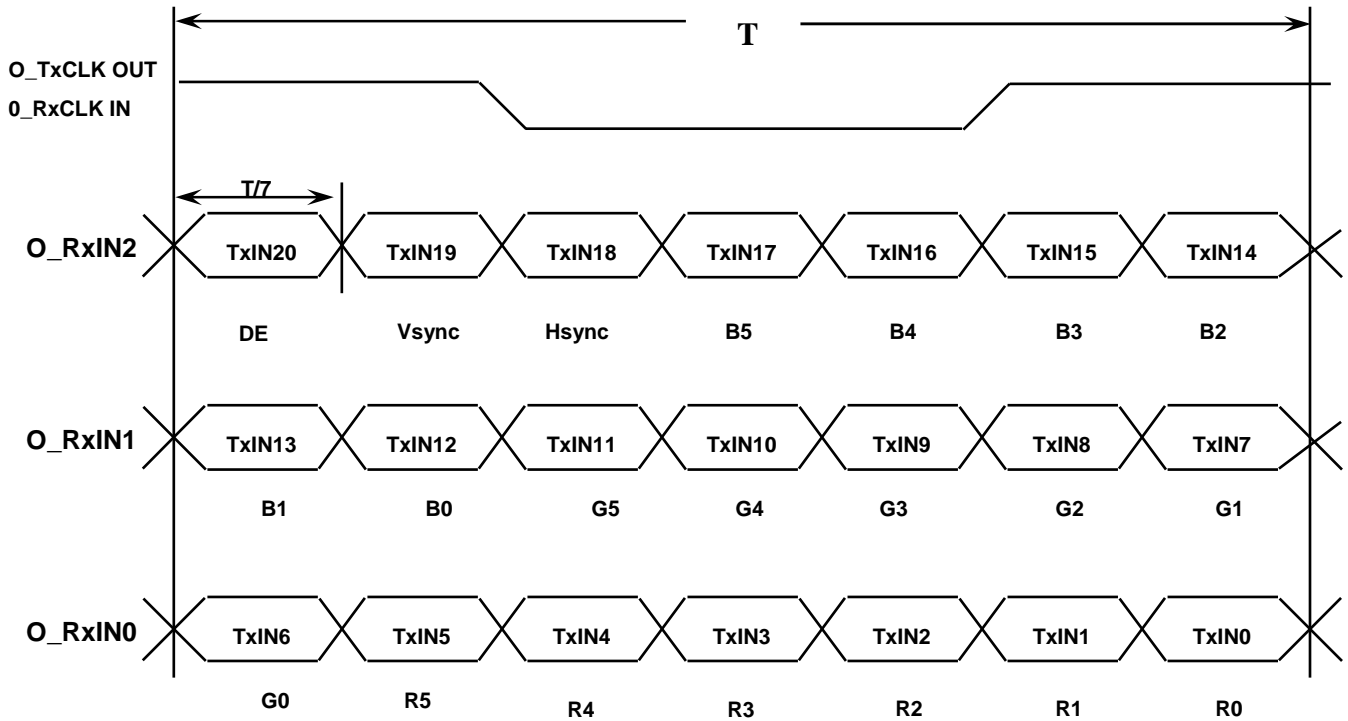 T
O_TxCLK OUT
0_RxCLK IN
T/7
O_RxIN2 TxIN20 TxIN19 TxIN18 TxIN17 TxIN16 TxIN15 TxIN14
DE Vsync Hsync B5 B4 B3 B2
O_RxIN1 TxIN13 TxIN12 TxIN11 TxIN10 TxIN9 TxIN8 TxIN7
B1 B0 G5 G4 G3 G2 G1
O_RxIN0 TxIN6 TxIN5 TxIN4 TxIN3 TxIN2 TxIN1 TxIN0
G0 R5 R4 R3 R2 R1 R0